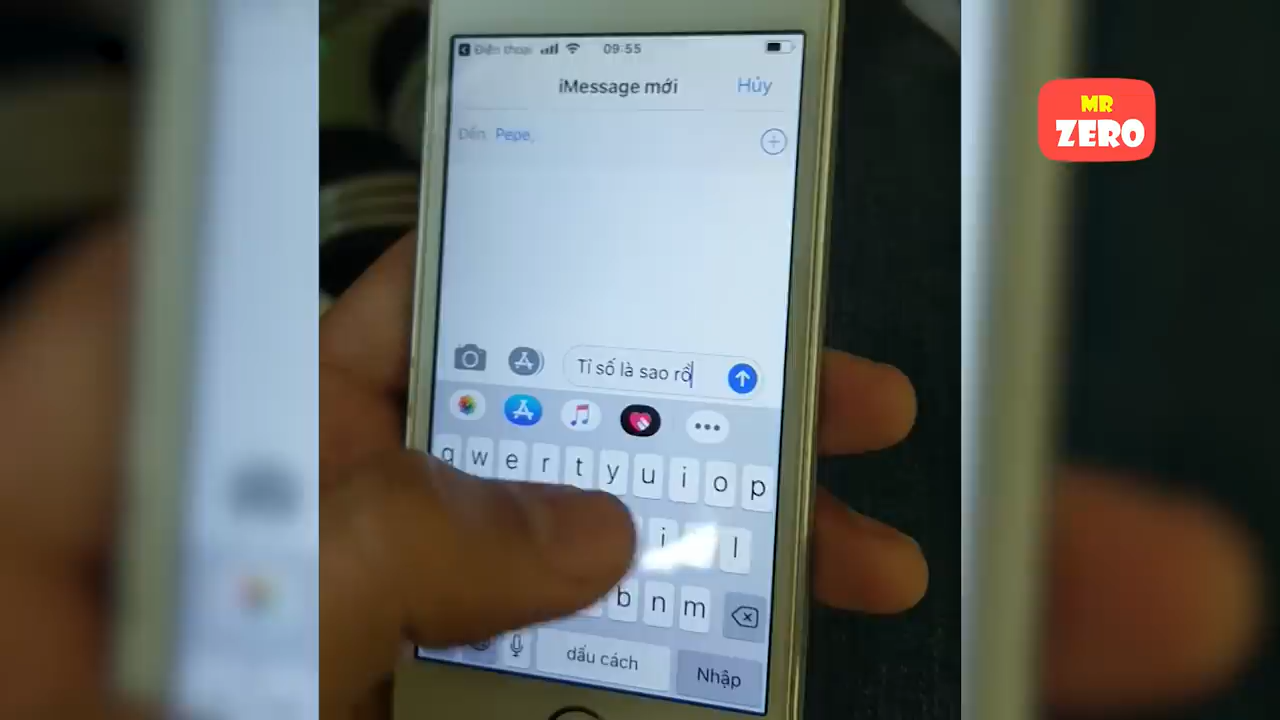 Điện thoại 09:55
iMessage mới Hủy
Đến: Pepe,
MR
ZERO
Tỉ số là sao rồ
q w e r t y u i o p
j l
b n m
dấu cách Nhập